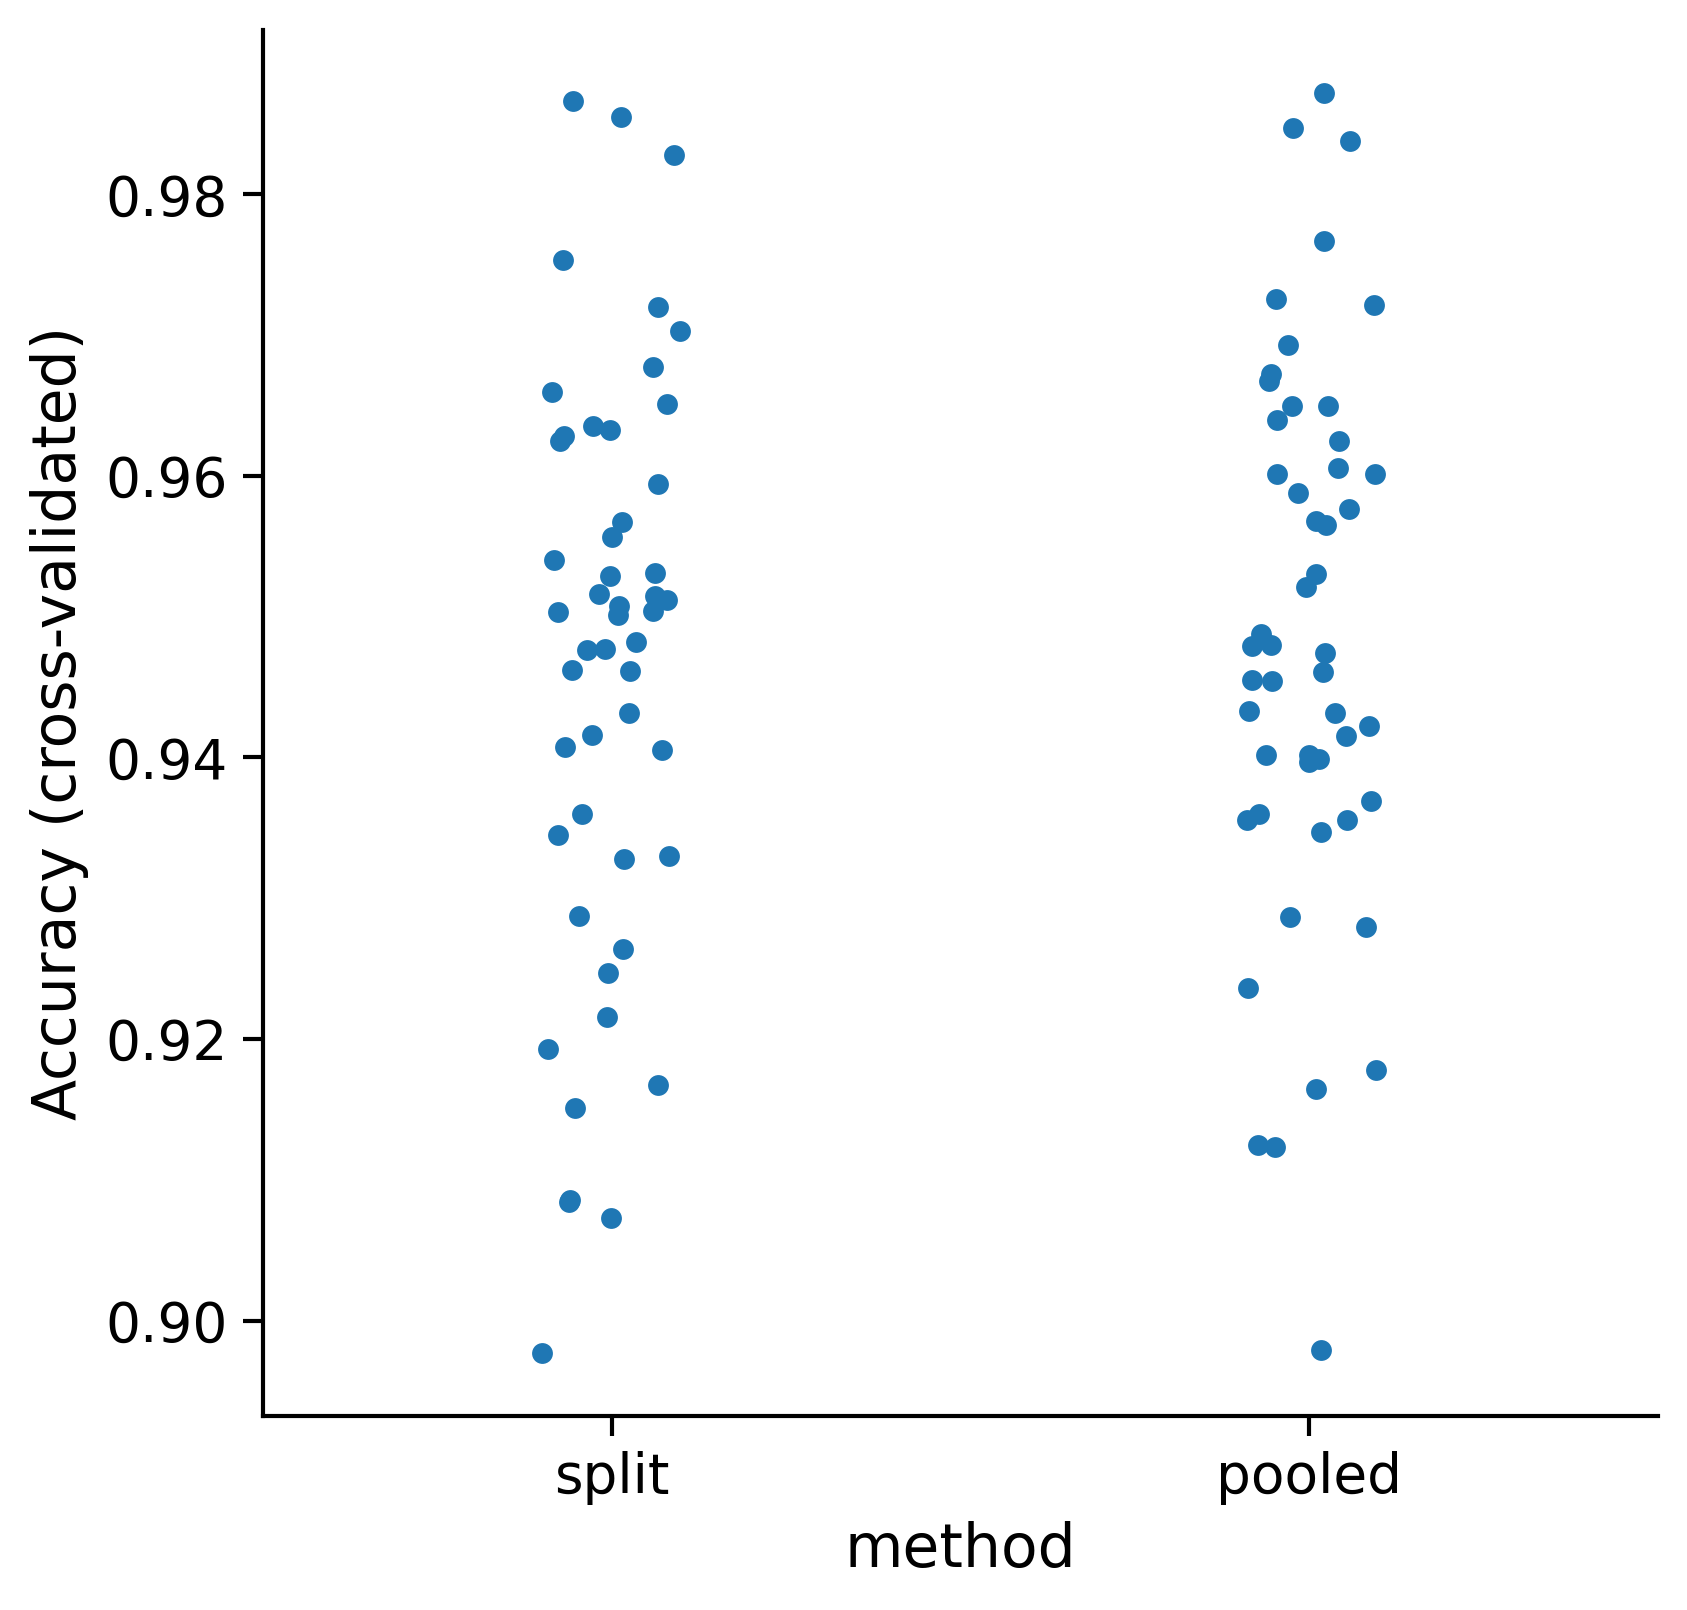 Accuracy (cross-validated)
0.98
0.96
0.94
0.92
0.90
split
pooled
method